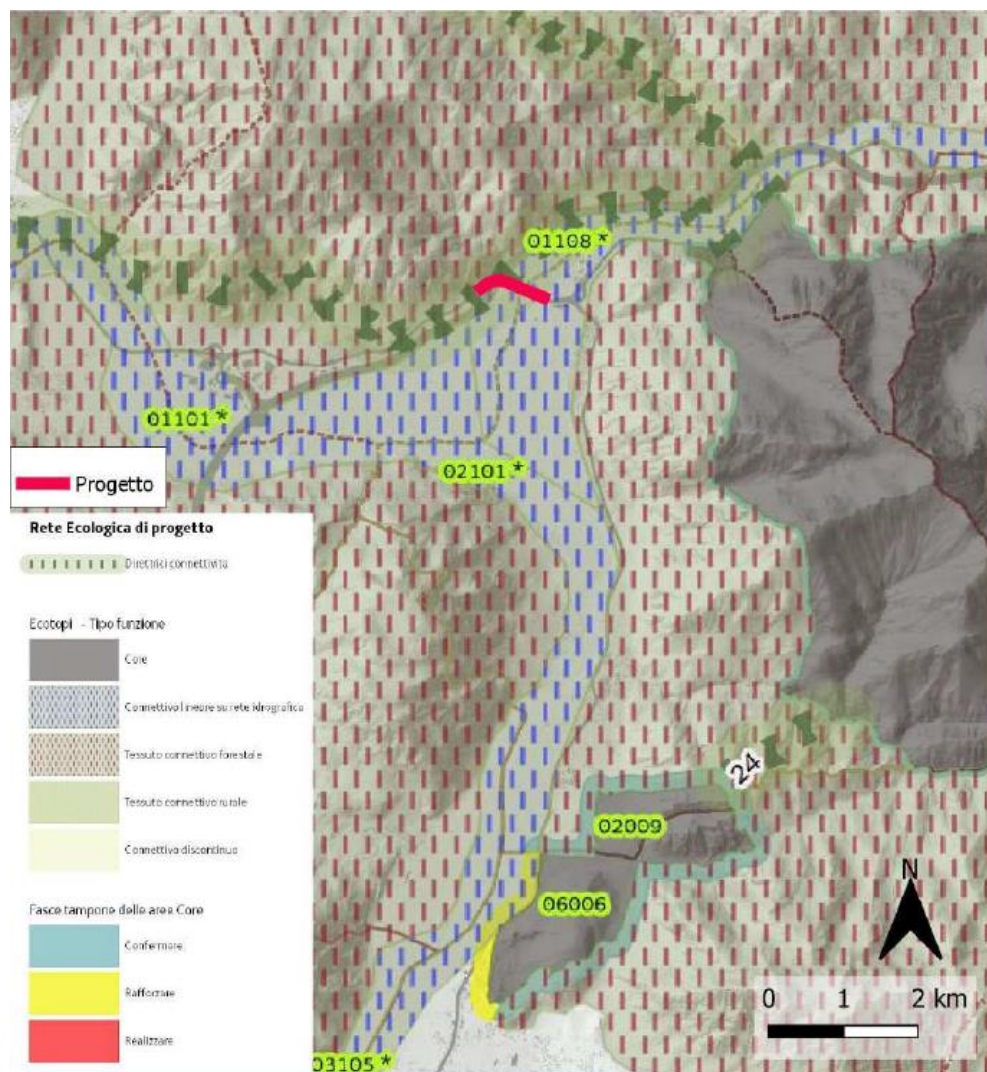 01108 *
01101 *
02101 *
Progetto
Rete Ecologica di progetto
Direttrici connettività
Ecotopi - Tipo funzione
Core
Connettivo lineare su rete idrografica
Tessuto connettivo forestale
Tessuto connettivo rurale
Connettivo discontinuo
Fasce tampone delle aree Core
Confermare
Rafforzare
Realizzare
24
02009
06006
N
0 1 2 km
03105 *